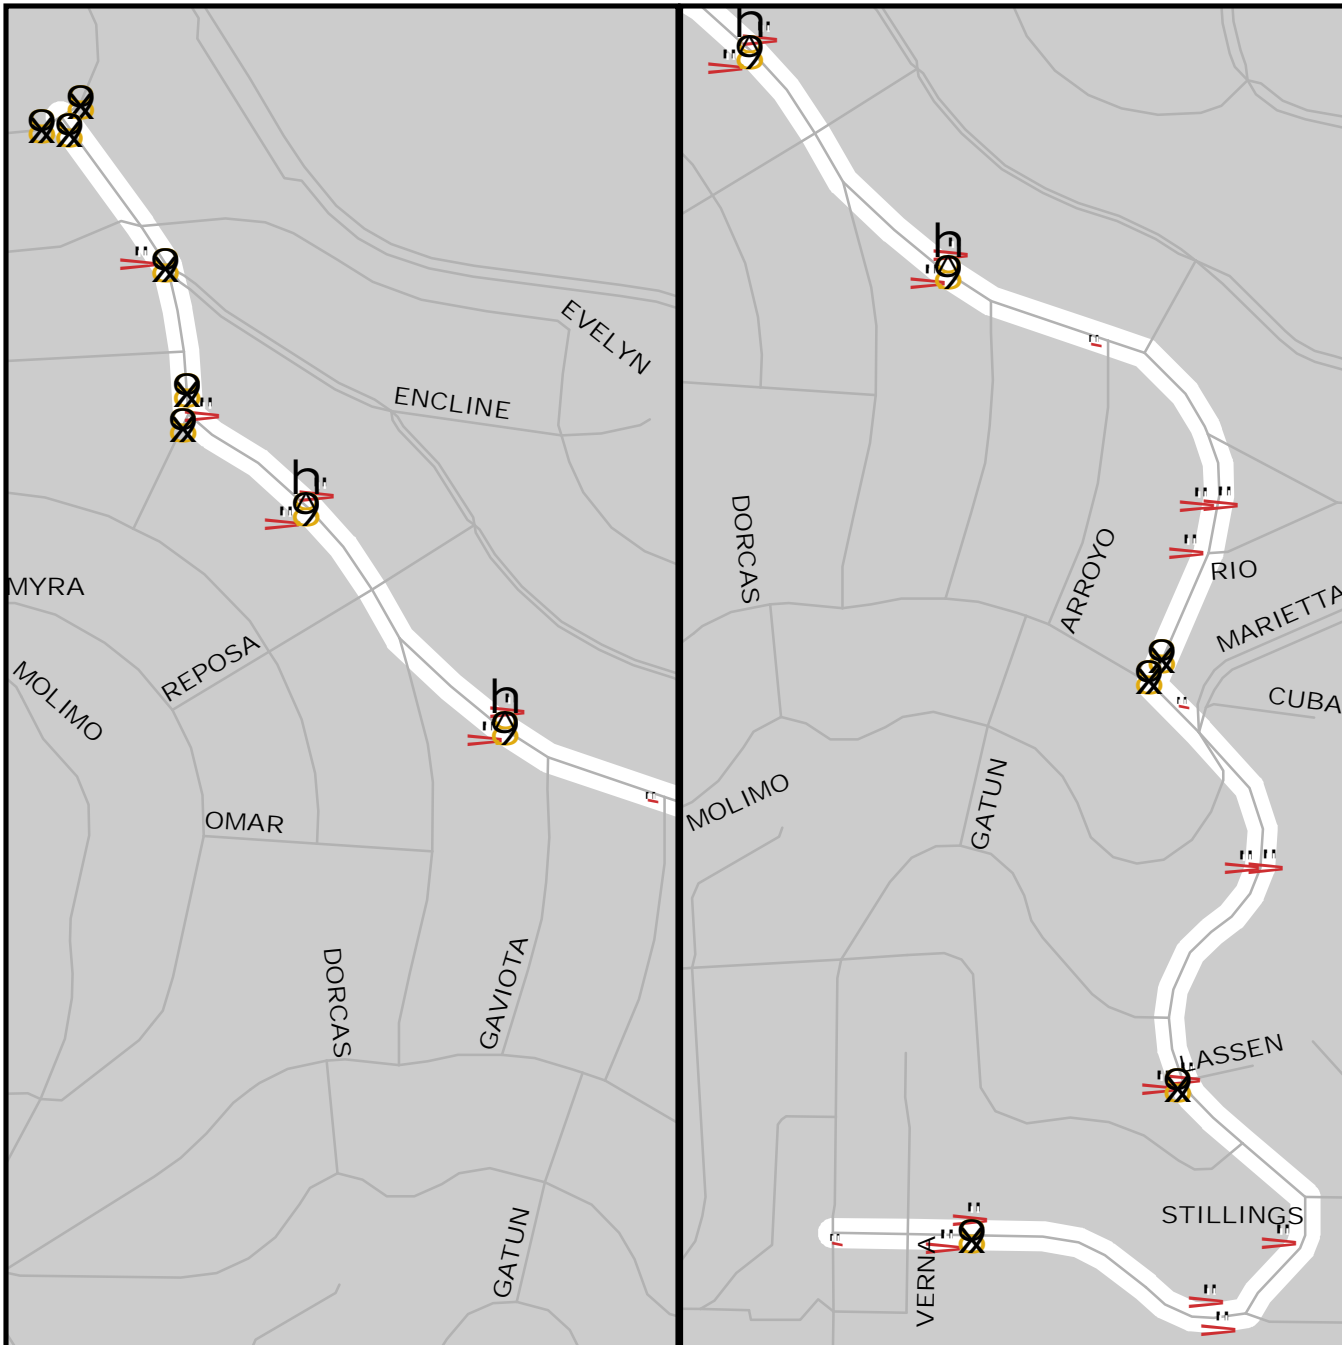 EVELYN
ENCLINE
MYRA
REPOSA
MOLIMO
OMAR
DORCAS
GAVIOTA
GATUN
h
h
h
h
DORCAS
ARROYO
RIO
MARIETTA
CUBA
MOLIMO
GATUN
LASSEN
STILLINGS
VERNA